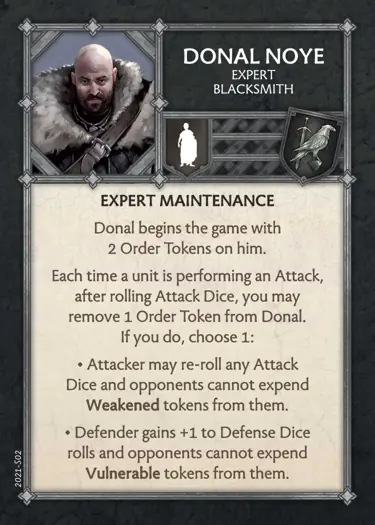 DONAL NOYE
EXPERT
BLACKSMITH
EXPERT MAINTENANCE
Donal begins the game with
2 Order Tokens on him.
Each time a unit is performing an Attack,
after rolling Attack Dice, you may
remove 1 Order Token from Donal.
If you do, choose 1:
• Attacker may re-roll any Attack
Dice and opponents cannot expend
Weakened tokens from them.
• Defender gains +1 to Defense Dice
rolls and opponents cannot expend
Vulnerable tokens from them.
2021-S02